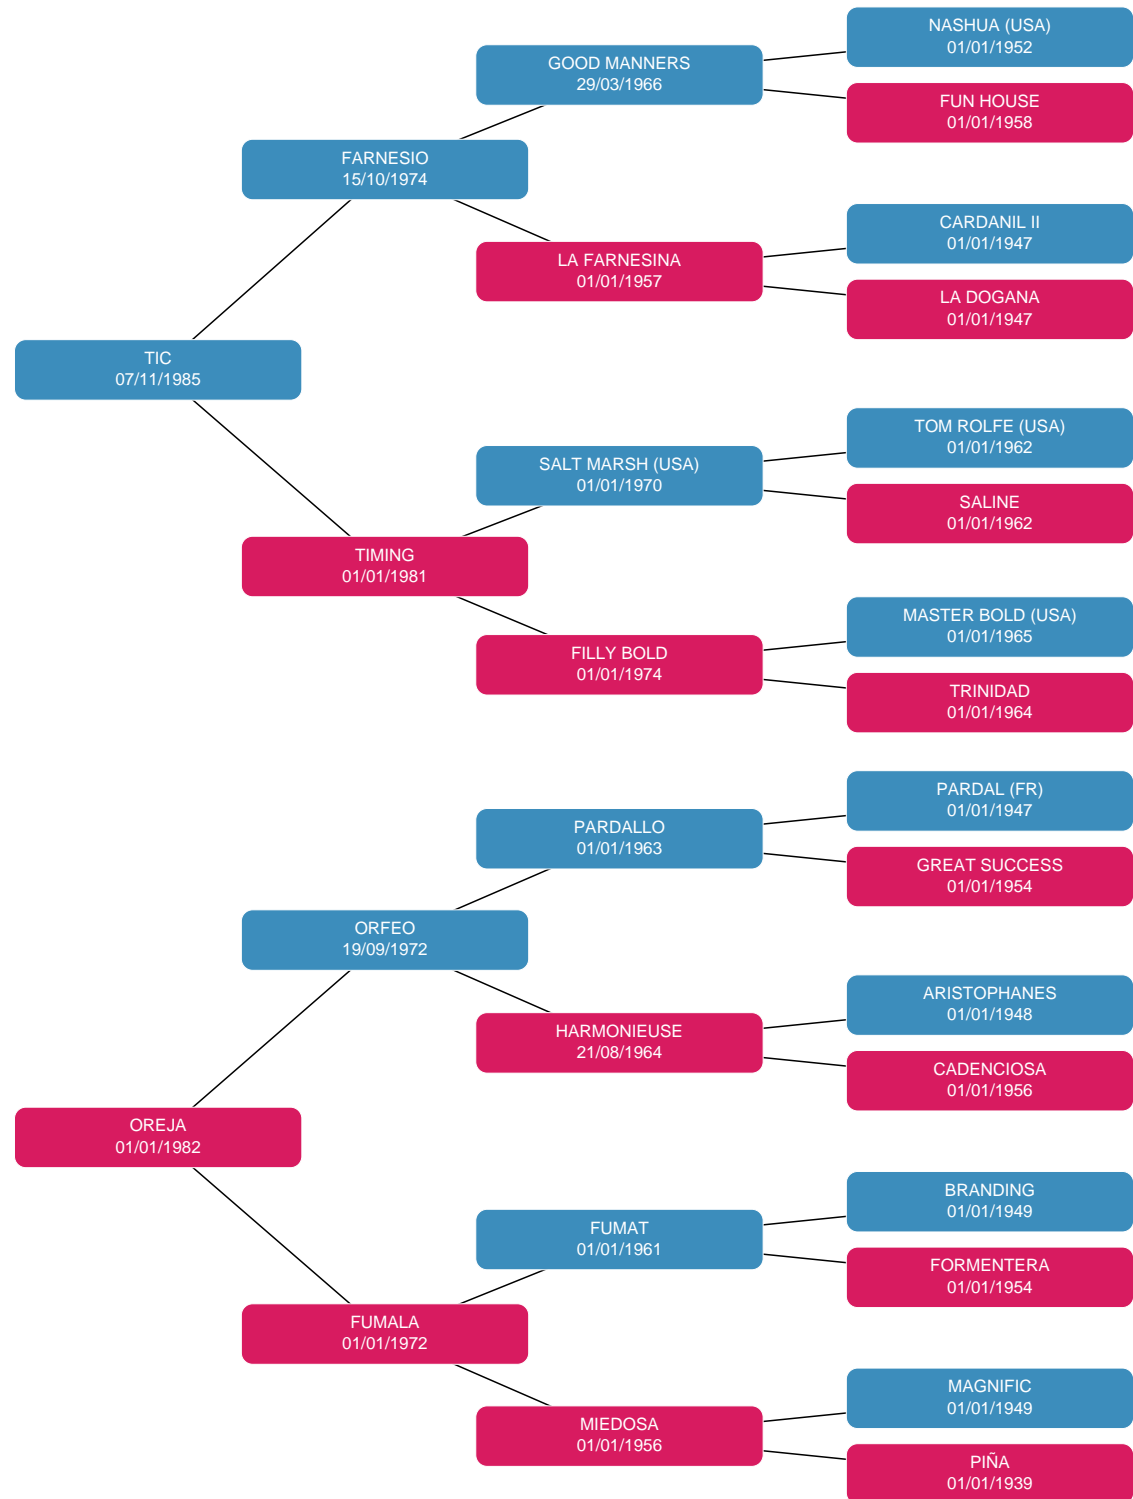 NASHUA (USA)
01/01/1952
GOOD MANNERS
29/03/1966
FUN HOUSE
01/01/1958
FARNESIO
15/10/1974
CARDANIL II
01/01/1947
LA FARNESINA
01/01/1957
LA DOGANA
01/01/1947
TIC
07/11/1985
TOM ROLFE (USA)
01/01/1962
SALT MARSH (USA)
01/01/1970
SALINE
01/01/1962
TIMING
01/01/1981
MASTER BOLD (USA)
01/01/1965
FILLY BOLD
01/01/1974
TRINIDAD
01/01/1964
PARDAL (FR)
01/01/1947
PARDALLO
01/01/1963
GREAT SUCCESS
01/01/1954
ORFEO
19/09/1972
ARISTOPHANES
01/01/1948
HARMONIEUSE
21/08/1964
CADENCIOSA
01/01/1956
OREJA
01/01/1982
BRANDING
01/01/1949
FUMAT
01/01/1961
FORMENTERA
01/01/1954
FUMALA
01/01/1972
MAGNIFIC
01/01/1949
MIEDOSA
01/01/1956
PIÑA
01/01/1939